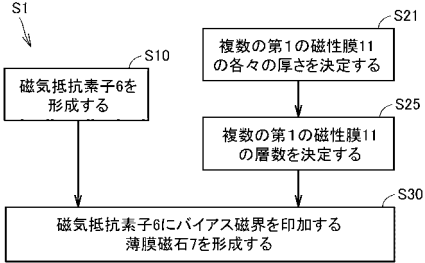 S1
S10
磁気抵抗素子6を
形成する
S21
複数の第1の磁性膜11
の各々の厚さを決定する
S25
複数の第1の磁性膜11
の層数を決定する
S30
磁気抵抗素子6にバイアス磁界を印加する
薄膜磁石7を形成する